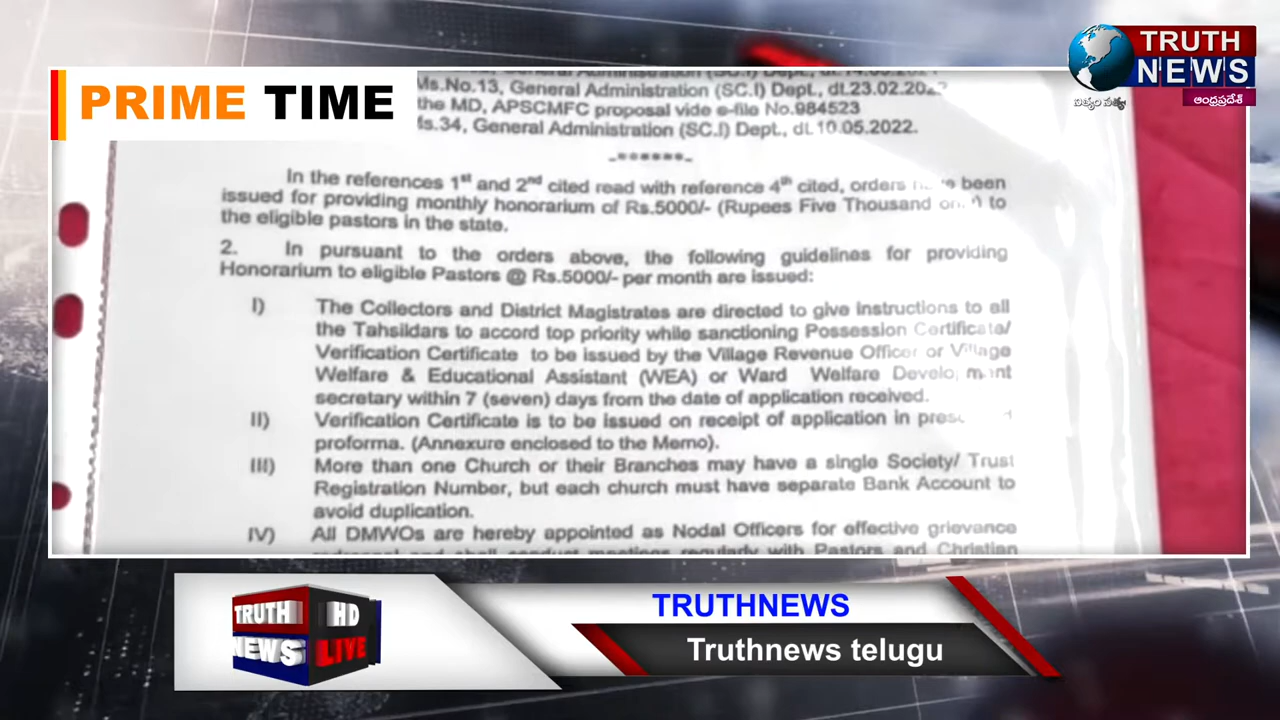 PRIME TIME
TRUTH
NEWS
ఆంధ్రప్రదేశ్
Ms.No.13, General Administration (SC.I) Dept., dt.23.02.202
the MD, APSCMFC proposal vide e-file No.984523
Ms.34, General Administration (SC.I) Dept., dt.10.05.2022.
-******-
In the references 1st and 2nd cited read with reference 4th cited, orders been
issued for providing monthly honorarium of Rs.5000/- (Rupees Five Thousand to
the eligible pastors in the state.
2. In pursuant to the orders above, the following guidelines for providing
Honorarium to eligible Pastors @ Rs.5000/- per month are issued:
I) The Collectors and District Magistrates are directed to give instructions to all
the Tahsildars to accord top priority while sanctioning Possession Certificate/
Verification Certificate to be issued by the Village Revenue Officer or Village
Welfare & Educational Assistant (WEA) or Ward Welfare Development
secretary within 7 (seven) days from the date of application received.
II) Verification Certificate is to be issued on receipt of application in
proforma. (Annexure enclosed to the Memo).
III) More than one Church or their Branches may have a single Society/ Trust
Registration Number, but each church must have separate Bank Account to
avoid duplication.
IV) All DMWOs are hereby appointed as Nodal Officers for effective grievance
meetings regularly with Pastors and Christian
TRUTH HD
NEWS LIVE
TRUTHNEWS
Truthnews telugu